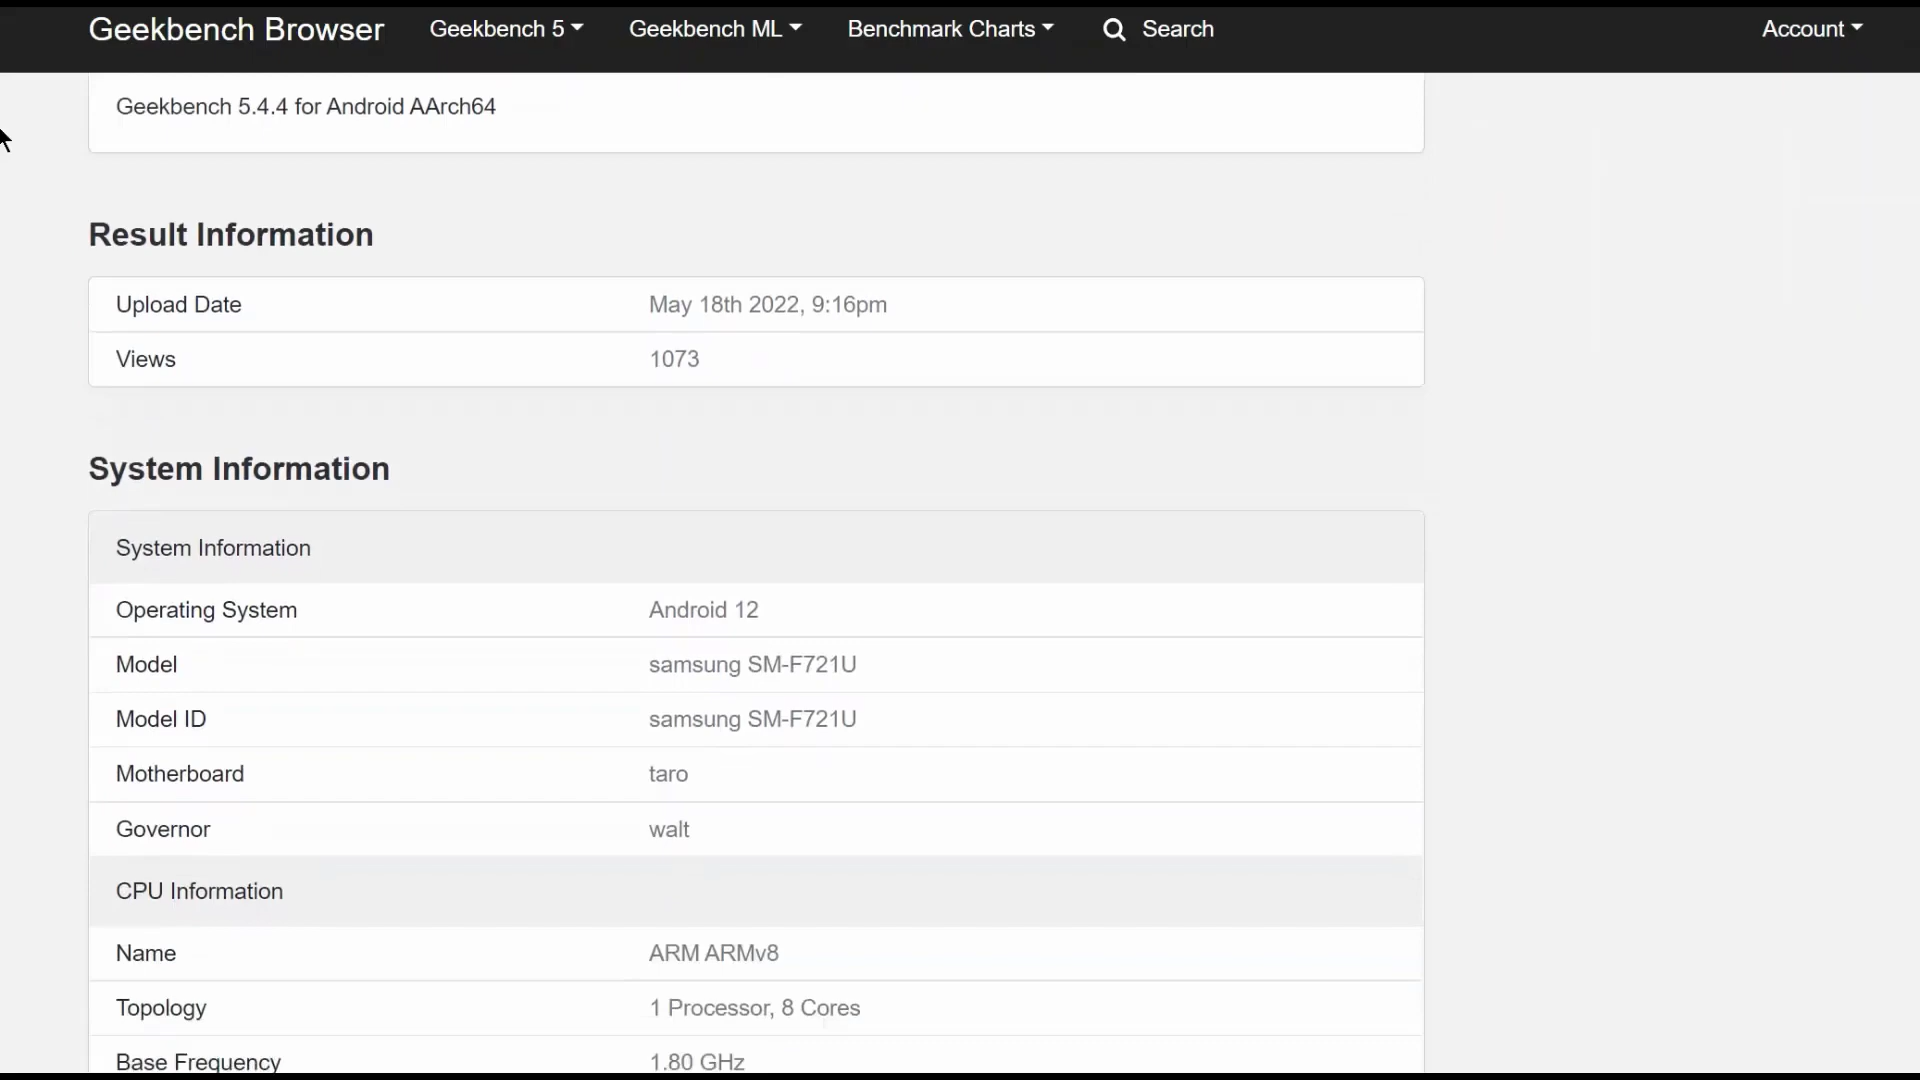 Geekbench Browser Geekbench 5 Geekbench ML Benchmark Charts Search Account
Geekbench 5.4.4 for Android AArch64
Result Information
Upload Date May 18th 2022, 9:16pm
Views 1073
System Information
System Information
Operating System Android 12
Model samsung SM-F721U
Model ID samsung SM-F721U
Motherboard taro
Governor walt
CPU Information
Name ARM ARMv8
Topology 1 Processor, 8 Cores
Base Frequency 1.80 GHz